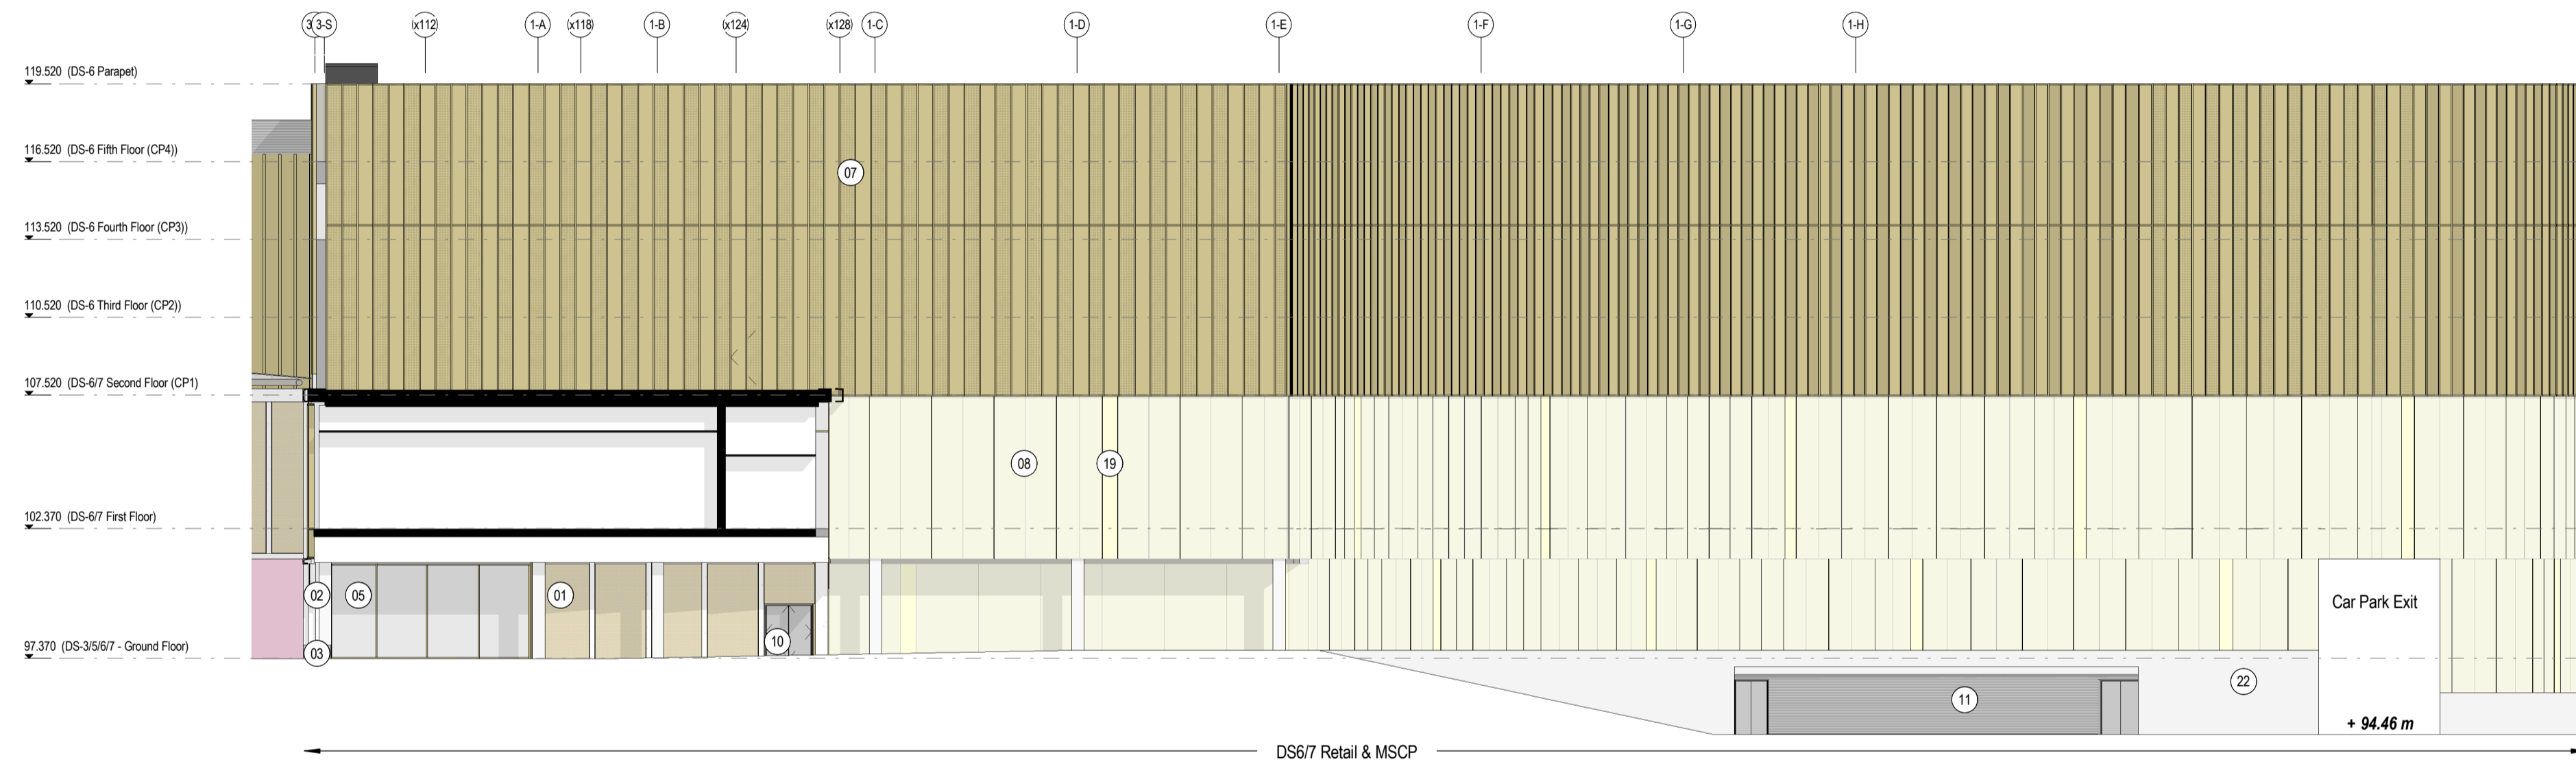 3-S (x112) 1-A (x118) 1-B (x124) (x128) 1-C 1-D 1-E 1-F 1-G 1-H
119.520 (DS-6 Parapet)
116.520 (DS-6 Fifth Floor (CP4))
07
113.520 (DS-6 Fourth Floor (CP3))
110.520 (DS-6 Third Floor (CP2))
107.520 (DS-6/7 Second Floor (CP1)
08 19
102.370 (DS-6/7 First Floor)
02 05 01 Car Park Exit
97.370 (DS-3/5/6/7 - Ground Floor)
10
03
22
11
+ 94.46 m
DS6/7 Retail & MSCP